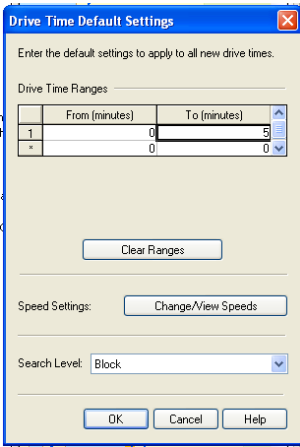 Drive Time Default Settings
Enter the default settings to apply to all new drive times.
Drive Time Ranges
From (minutes) To (minutes)
1 0 5
* 0 0
Clear Ranges
Speed Settings: Change/View Speeds
Search Level: Block
OK Cancel Help